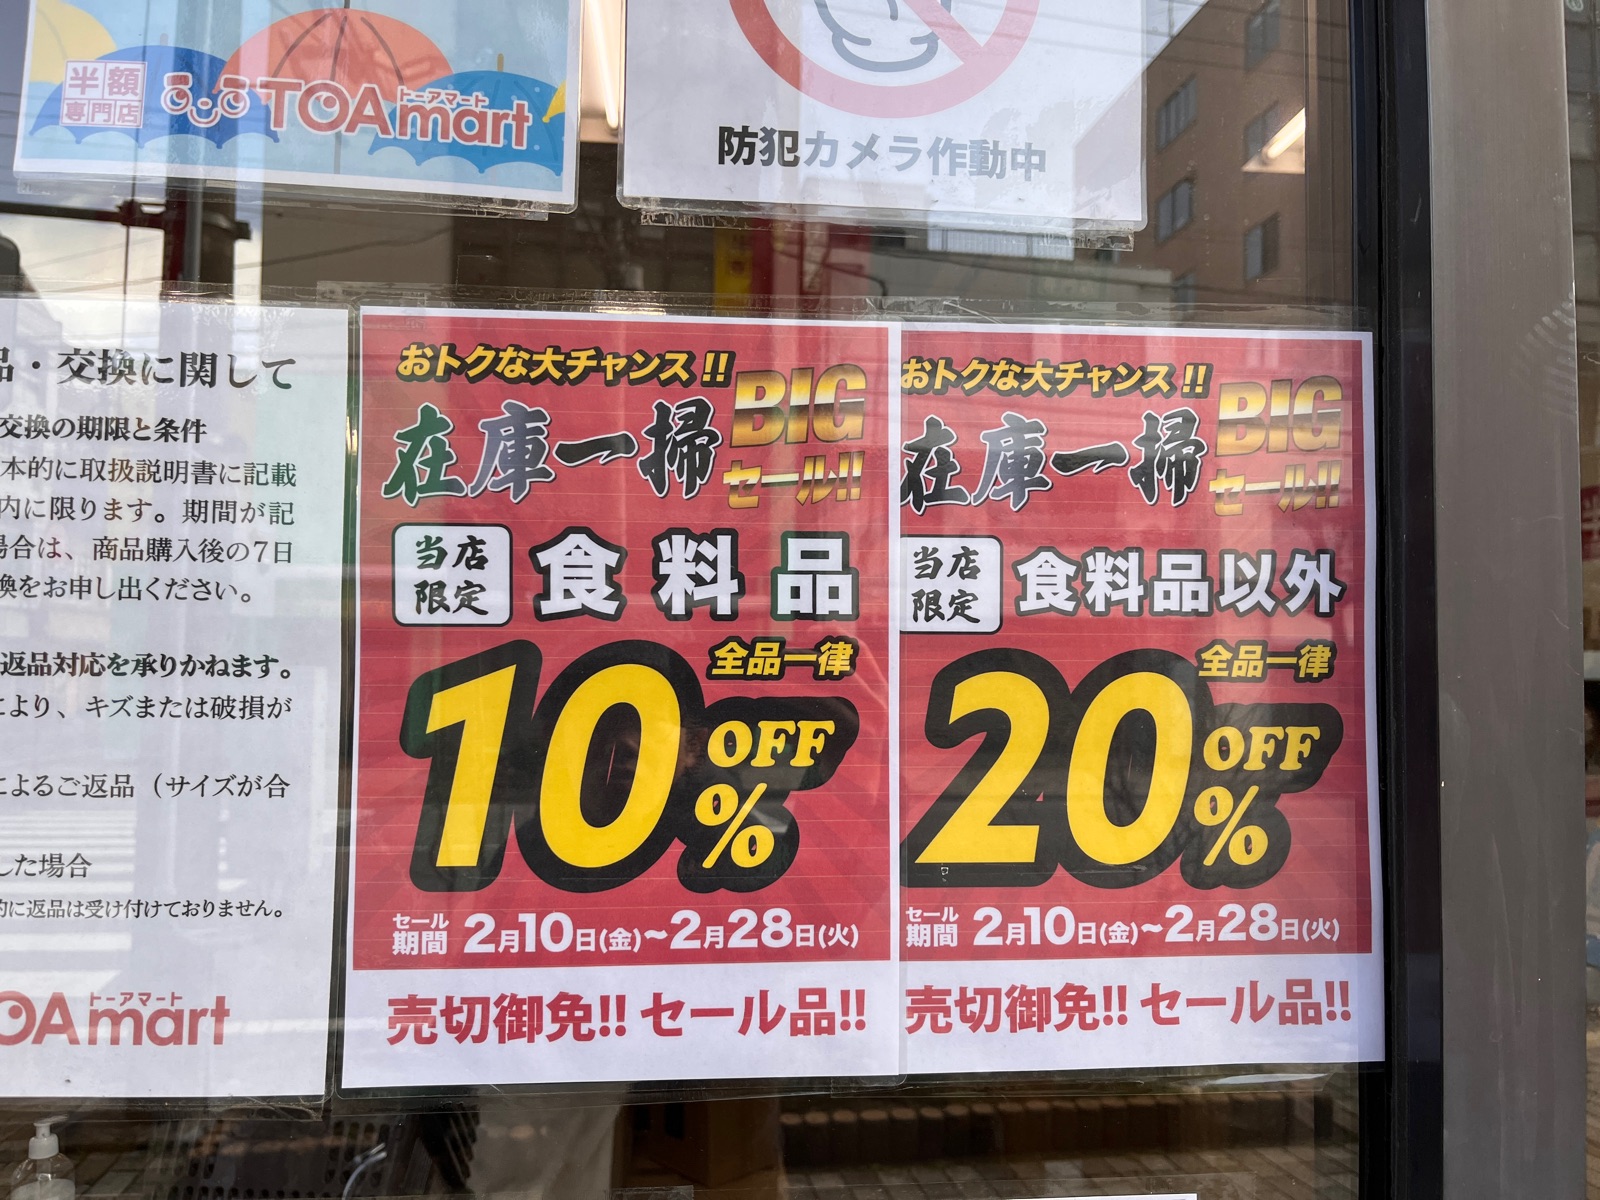 半額
専門店
トーアマート
TOAmart
防犯カメラ作動中
品・交換に関して
交換の期限と条件
本的に取扱説明書に記載
内に限ります。期間が記
場合は、商品購入後の7日
換をお申し出ください。
返品対応を承りかねます。
により、キズまたは破損が
によるご返品（サイズが合
した場合
的に返品は受け付けておりません。
トーアマート
OAmart
おトクな大チャンス!!
在庫一掃
BIG
セール!!
当店
限定
食料品
全品一律
10%OFF
セール
期間 2月10日(金)~2月28日(火)
売切御免!! セール品!!
おトクな大チャンス!!
在庫一掃
BIG
セール!!
当店
限定
食料品以外
全品一律
20%OFF
セール
期間 2月10日(金)~2月28日(火)
売切御免!! セール品!!